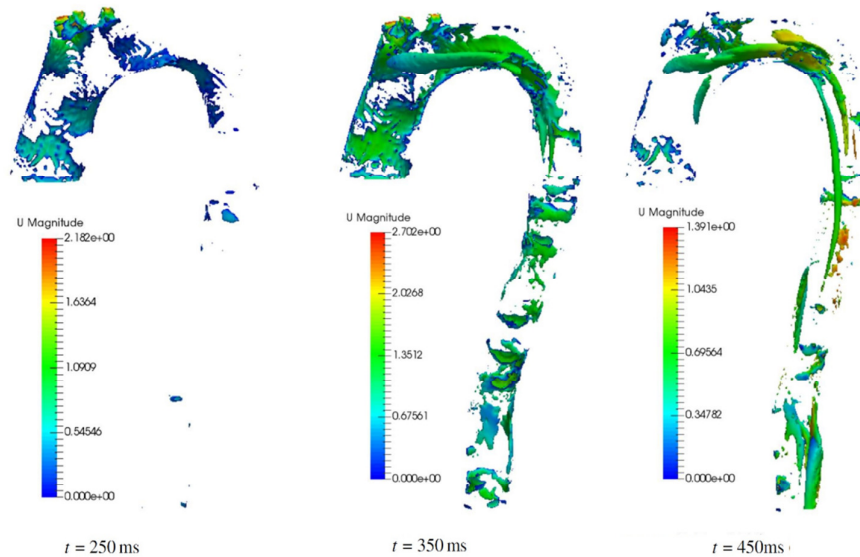 U Magnitude
2.182e+00
1.6364
1.0909
0.54546
0.000e+00
t = 250 ms
U Magnitude
2.702e+00
2.0268
1.3512
0.67561
0.000e+00
t = 350 ms
U Magnitude
1.391e+00
1.0435
0.69564
0.34782
0.000e+00
t = 450ms